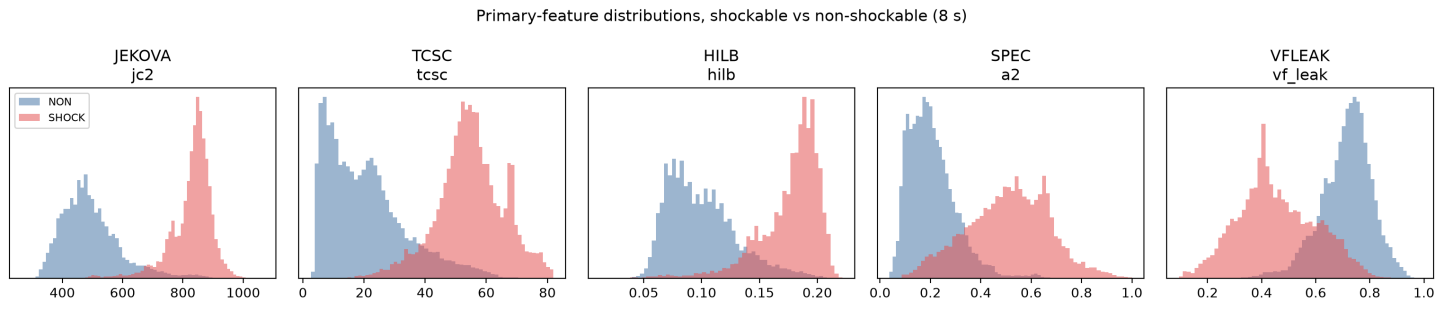 Primary-feature distributions, shockable vs non-shockable (8 s)
JEKOVA
jc2
NON
SHOCK
400 600 800 1000
TCSC
tcsc
0 20 40 60 80
HILB
hilb
0.05 0.10 0.15 0.20
SPEC
a2
0.0 0.2 0.4 0.6 0.8 1.0
VFLEAK
vf_leak
0.2 0.4 0.6 0.8 1.0